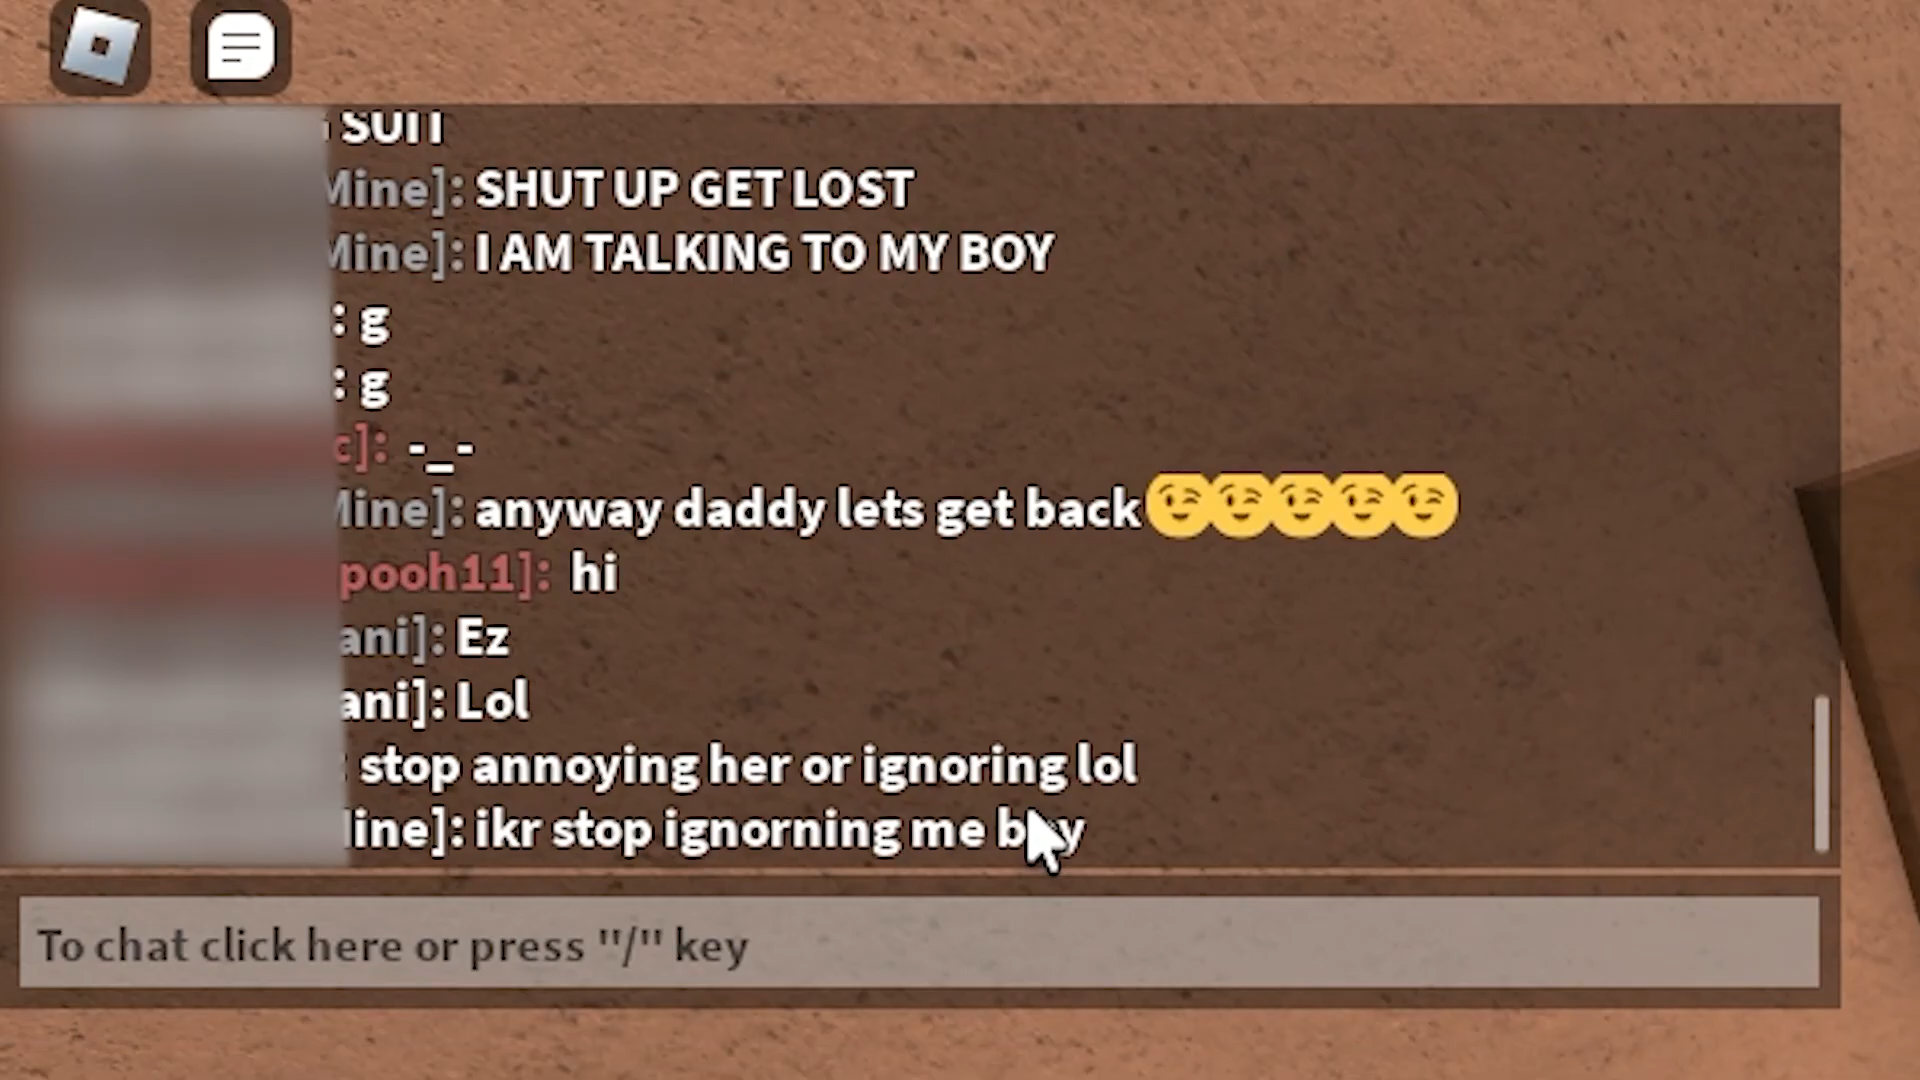 SUIT
Mine]: SHUT UP GET LOST
Mine]: I AM TALKING TO MY BOY
: g
: g
c]: -_-
Mine]: anyway daddy lets get back😉😉😉😉😉
pooh11]: hi
ani]: Ez
ani]: Lol
: stop annoying her or ignoring lol
line]: ikr stop ignorning me boy
To chat click here or press "/" key